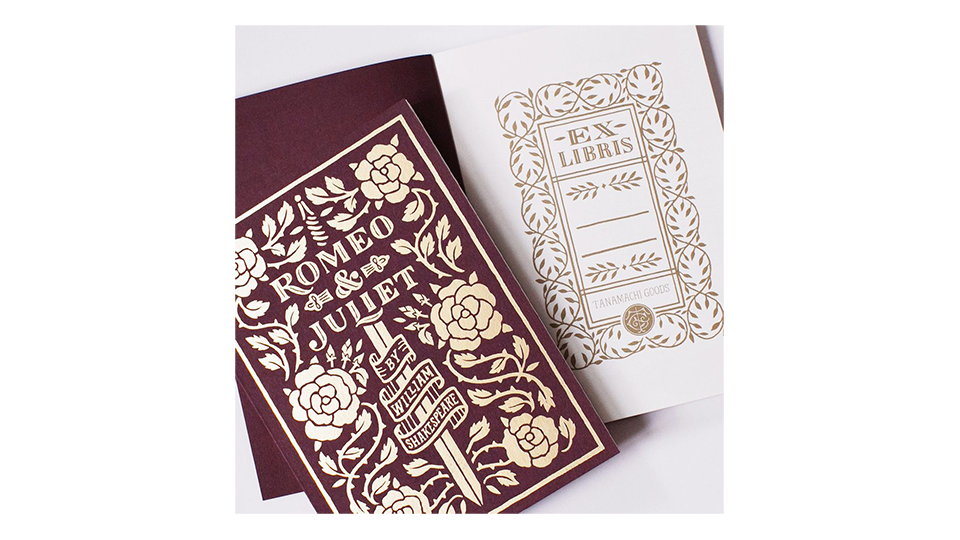 ROMEO
&
JULIET
BY
WILLIAM
SHAKESPEARE
EX
LIBRIS
TANAMACHI GOODS